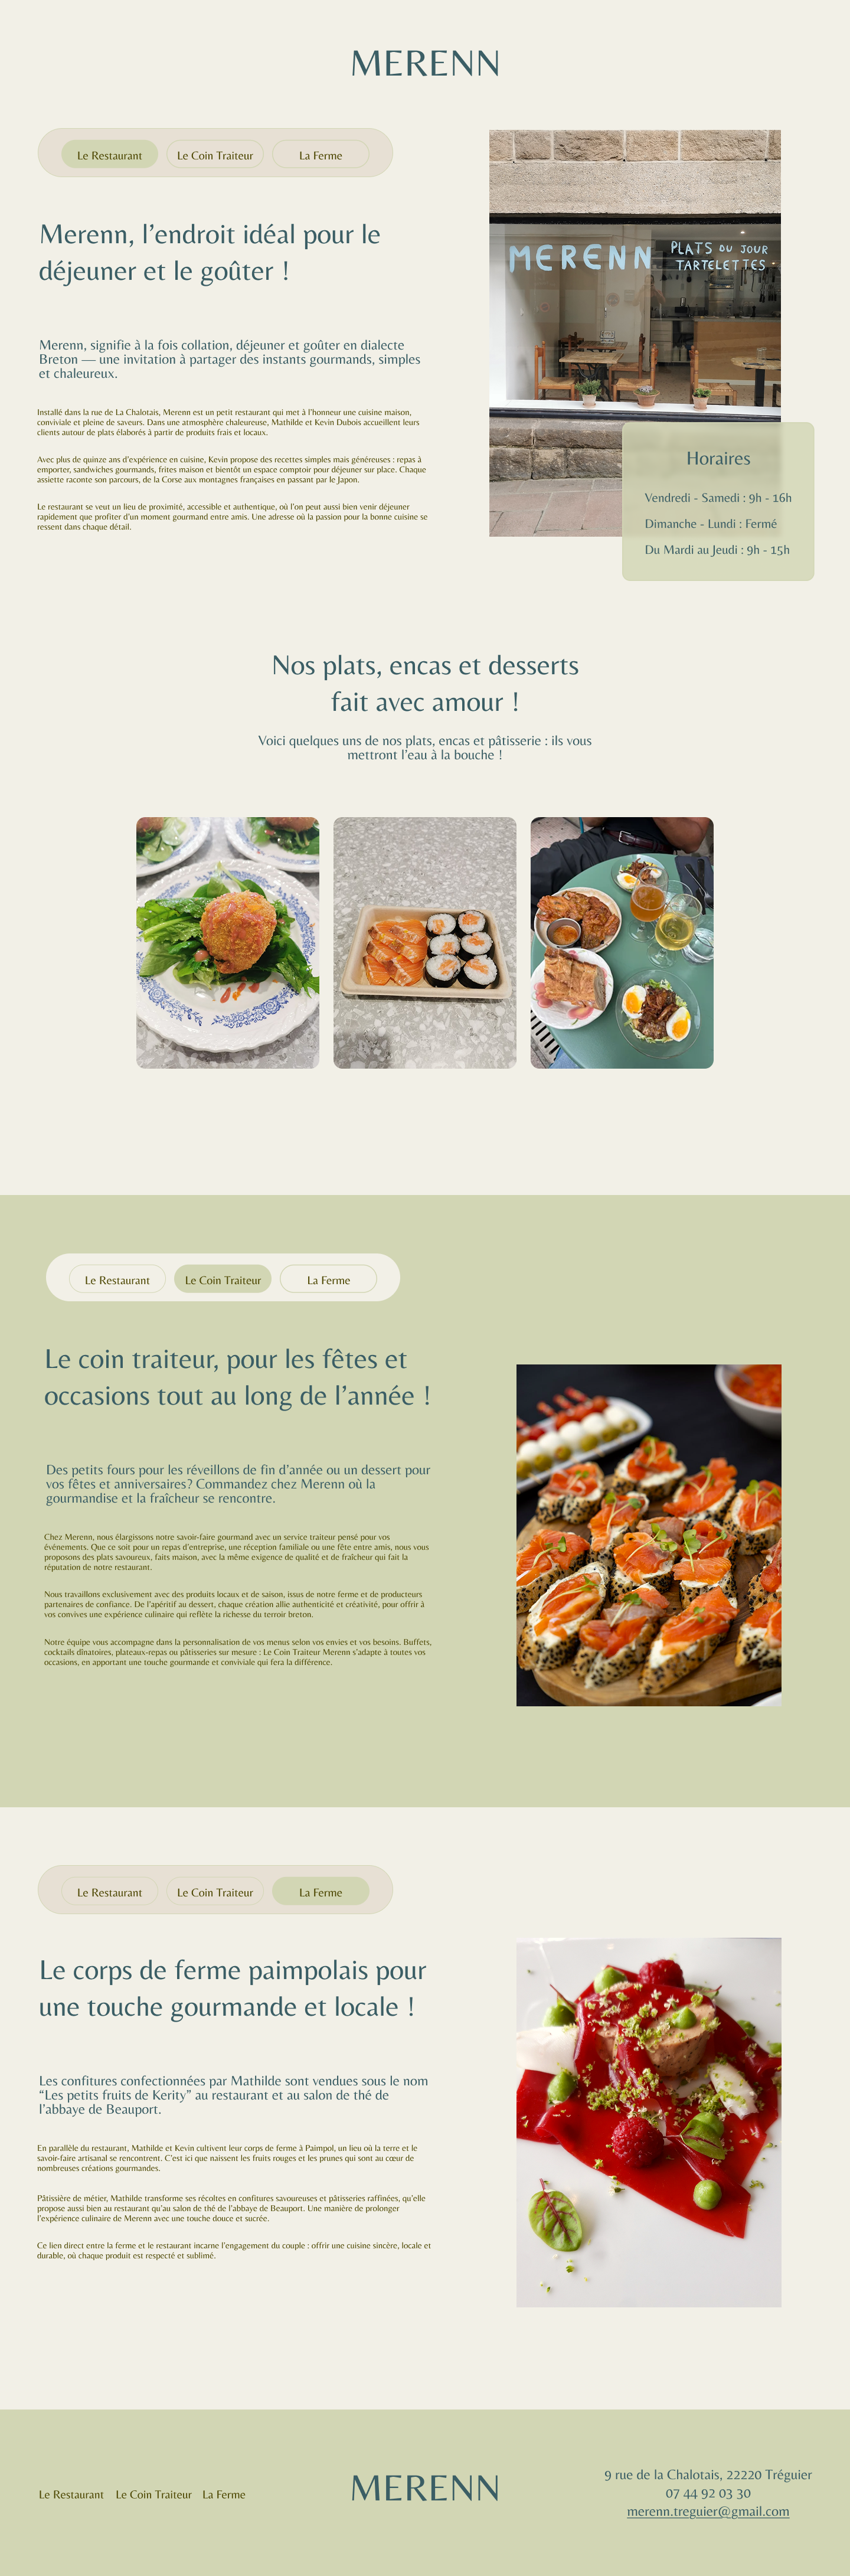 MERENN
Le Restaurant
Le Coin Traiteur
La Ferme
Merenn, l’endroit idéal pour le
déjeuner et le goûter !
Merenn, signifie à la fois collation, déjeuner et goûter en dialecte
Breton — une invitation à partager des instants gourmands, simples
et chaleureux.
Installé dans la rue de La Chalotais, Merenn est un petit restaurant qui met à l’honneur une cuisine maison,
conviviale et pleine de saveurs. Dans une atmosphère chaleureuse, Mathilde et Kevin Dubois accueillent leurs
clients autour de plats élaborés à partir de produits frais et locaux.
Avec plus de quinze ans d’expérience en cuisine, Kevin propose des recettes simples mais généreuses : repas à
emporter, sandwiches gourmands, frites maison et bientôt un espace comptoir pour déjeuner sur place. Chaque
assiette raconte son parcours, de la Corse aux montagnes françaises en passant par le Japon.
Le restaurant se veut un lieu de proximité, accessible et authentique, où l’on peut aussi bien venir déjeuner
rapidement que profiter d’un moment gourmand entre amis. Une adresse où la passion pour la bonne cuisine se
ressent dans chaque détail.
MERENN
PLATS DU JOUR
TARTELETTES -
Horaires
Vendredi - Samedi : 9h - 16h
Dimanche - Lundi : Fermé
Du Mardi au Jeudi : 9h - 15h
Nos plats, encas et desserts
fait avec amour !
Voici quelques uns de nos plats, encas et pâtisserie : ils vous
mettront l’eau à la bouche !
Le Restaurant
Le Coin Traiteur
La Ferme
Le coin traiteur, pour les fêtes et
occasions tout au long de l’année !
Des petits fours pour les réveillons de fin d’année ou un dessert pour
vos fêtes et anniversaires? Commandez chez Merenn où la
gourmandise et la fraîcheur se rencontre.
Chez Merenn, nous élargissons notre savoir-faire gourmand avec un service traiteur pensé pour vos
événements. Que ce soit pour un repas d’entreprise, une réception familiale ou une fête entre amis, nous vous
proposons des plats savoureux, faits maison, avec la même exigence de qualité et de fraîcheur qui fait la
réputation de notre restaurant.
Nous travaillons exclusivement avec des produits locaux et de saison, issus de notre ferme et de producteurs
partenaires de confiance. De l’apéritif au dessert, chaque création allie authenticité et créativité, pour offrir à
vos convives une expérience culinaire qui reflète la richesse du terroir breton.
Notre équipe vous accompagne dans la personnalisation de vos menus selon vos envies et vos besoins. Buffets,
cocktails dînatoires, plateaux-repas ou pâtisseries sur mesure : Le Coin Traiteur Merenn s’adapte à toutes vos
occasions, en apportant une touche gourmande et conviviale qui fera la différence.
Le Restaurant
Le Coin Traiteur
La Ferme
Le corps de ferme paimpolais pour
une touche gourmande et locale !
Les confitures confectionnées par Mathilde sont vendues sous le nom
“Les petits fruits de Kerity” au restaurant et au salon de thé de
l’abbaye de Beauport.
En parallèle du restaurant, Mathilde et Kevin cultivent leur corps de ferme à Paimpol, un lieu où la terre et le
savoir-faire artisanal se rencontrent. C’est ici que naissent les fruits rouges et les prunes qui sont au cœur de
nombreuses créations gourmandes.
Pâtissière de métier, Mathilde transforme ses récoltes en confitures savoureuses et pâtisseries raffinées, qu’elle
propose aussi bien au restaurant qu’au salon de thé de l’abbaye de Beauport. Une manière de prolonger
l’expérience culinaire de Merenn avec une touche douce et sucrée.
Ce lien direct entre la ferme et le restaurant incarne l’engagement du couple : offrir une cuisine sincère, locale et
durable, où chaque produit est respecté et sublimé.
Le Restaurant
Le Coin Traiteur
La Ferme
MERENN
9 rue de la Chalotais, 22220 Tréguier
07 44 92 03 30
merenn.treguier@gmail.com